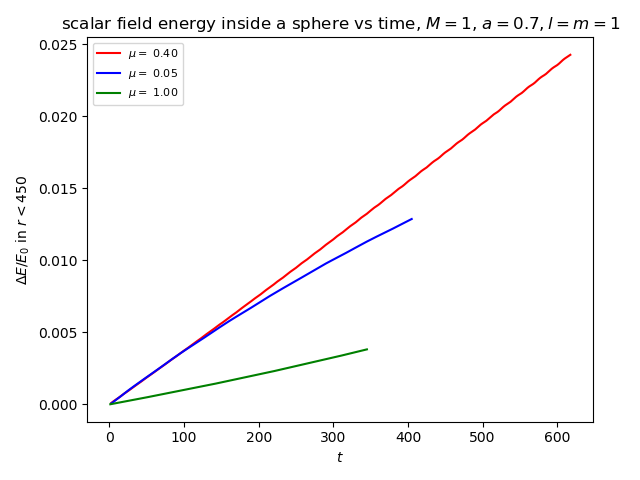 scalar field energy inside a sphere vs time, M = 1, a = 0.7, l = m = 1
μ = 0.40
μ = 0.05
μ = 1.00
0.025
0.020
0.015
0.010
0.005
0.000
ΔE/E₀ in r < 450
0 100 200 300 400 500 600
t